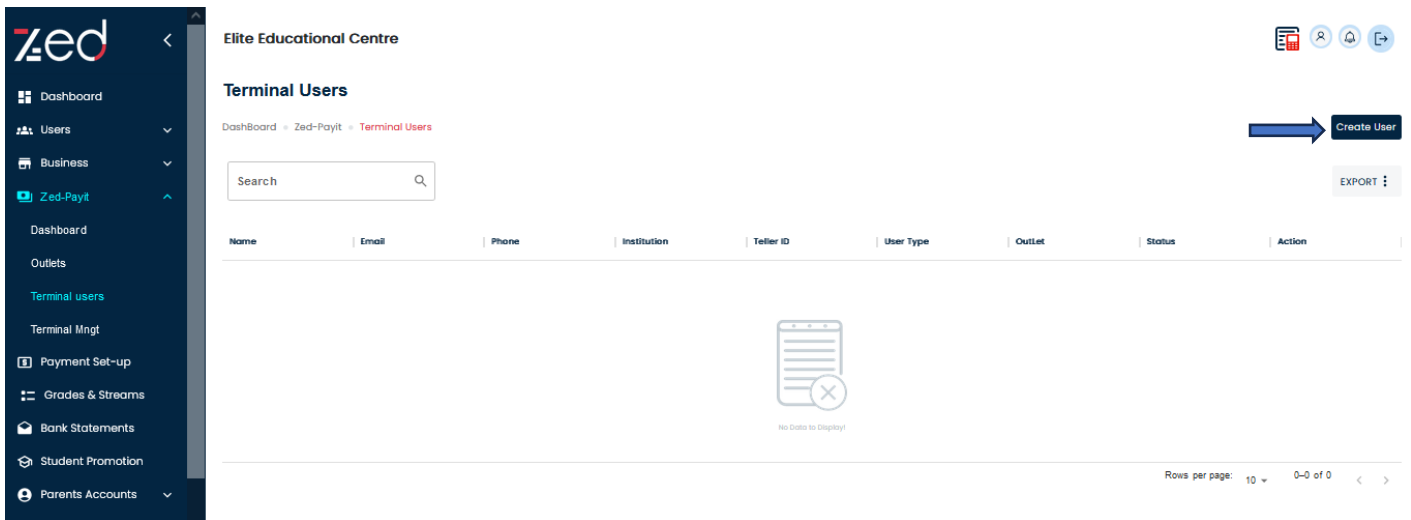 zed
Elite Educational Centre
Dashboard
Users
Business
Zed-Payit
Dashboard
Outlets
Terminal users
Terminal Mngt
Payment Set-up
Grades & Streams
Bank Statements
Student Promotion
Parents Accounts
Terminal Users
DashBoard Zed-Payit Terminal Users
Create User
Search
EXPORT
Name Email Phone Institution Teller ID User Type OutLet Status Action
No Data to Display!
Rows per page: 10 0–0 of 0